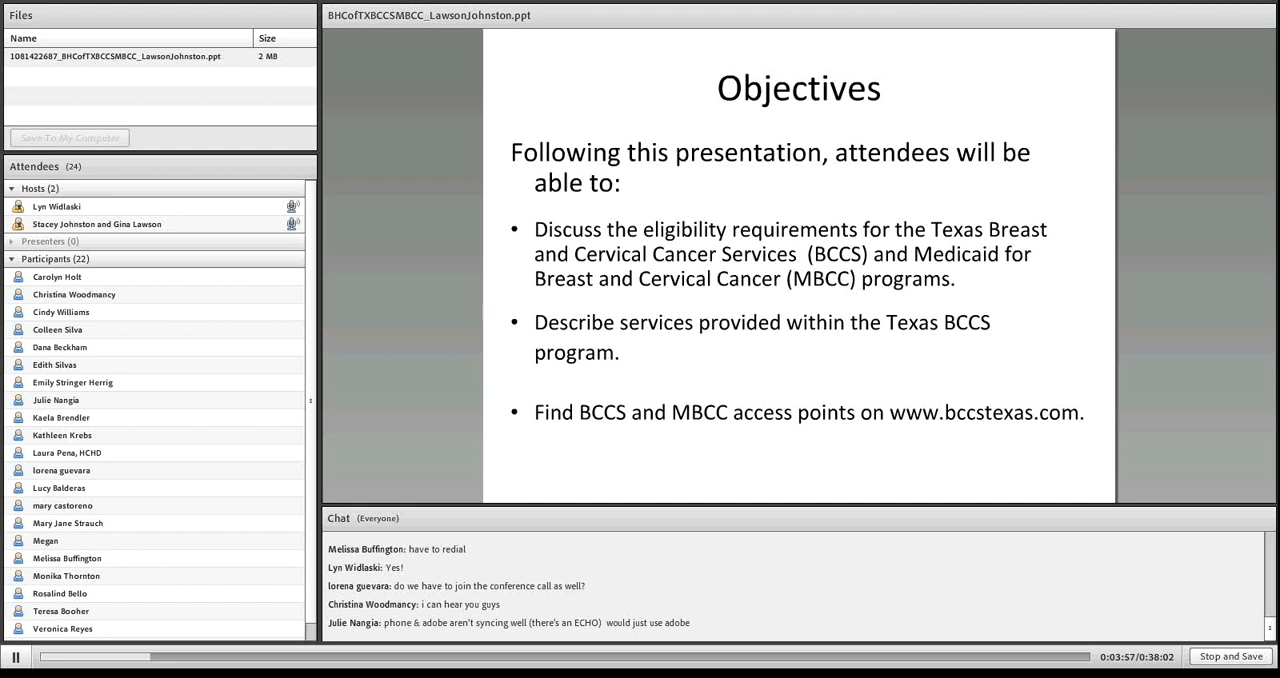 Files
Name Size
1081422687_BHCofTXBCCSMBCC_LawsonJohnston.ppt 2 MB
Save To My Computer
Attendees (24)
Hosts (2)
Lyn Widlaski
Stacey Johnston and Gina Lawson
Presenters (0)
Participants (22)
Carolyn Holt
Christina Woodmancy
Cindy Williams
Colleen Silva
Dana Beckham
Edith Silvas
Emily Stringer Herrig
Julie Nangia
Kaela Brendler
Kathleen Krebs
Laura Pena, HCHD
lorena guevara
Lucy Balderas
mary castoreno
Mary Jane Strauch
Megan
Melissa Buffington
Monika Thornton
Rosalind Bello
Teresa Booher
Veronica Reyes
BHCofTXBCCSMBCC_LawsonJohnston.ppt
Objectives
Following this presentation, attendees will be
able to:
• Discuss the eligibility requirements for the Texas Breast
and Cervical Cancer Services (BCCS) and Medicaid for
Breast and Cervical Cancer (MBCC) programs.
• Describe services provided within the Texas BCCS
program.
• Find BCCS and MBCC access points on www.bccstexas.com.
Chat (Everyone)
Melissa Buffington: have to redial
Lyn Widlaski: Yes!
lorena guevara: do we have to join the conference call as well?
Christina Woodmancy: i can hear you guys
Julie Nangia: phone & adobe aren't syncing well (there's an ECHO) would just use adobe
0:03:57/0:38:02 Stop and Save